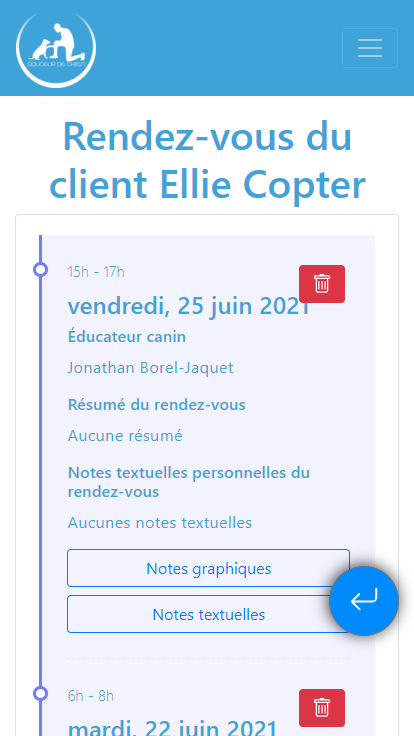 DOUCEUR DE CHIEN
Rendez-vous du
client Ellie Copter
15h - 17h
vendredi, 25 juin 2021
Éducateur canin
Jonathan Borel-Jaquet
Résumé du rendez-vous
Aucune résumé
Notes textuelles personnelles du
rendez-vous
Aucunes notes textuelles
Notes graphiques
Notes textuelles
6h - 8h
mardi, 22 juin 2021